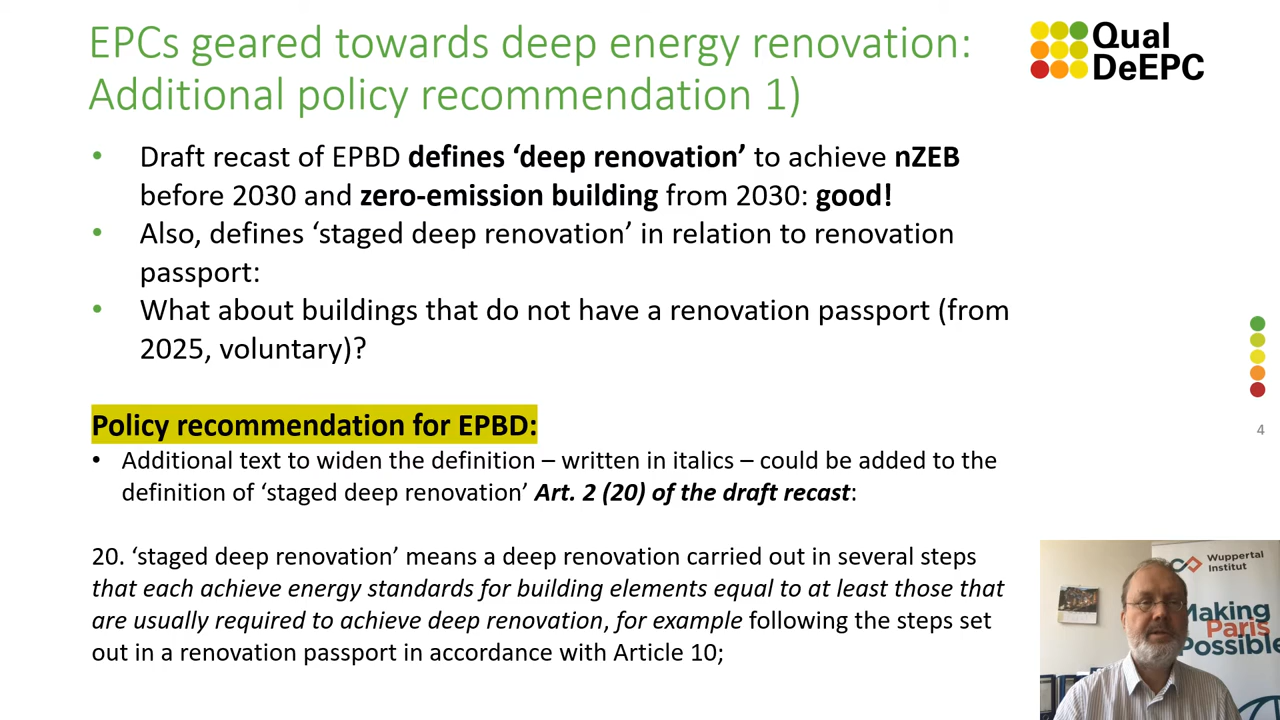 EPCs geared towards deep energy renovation:
Additional policy recommendation 1)
Qual
DeEPC
• Draft recast of EPBD defines ‘deep renovation’ to achieve nZEB
before 2030 and zero-emission building from 2030: good!
• Also, defines ‘staged deep renovation’ in relation to renovation
passport:
• What about buildings that do not have a renovation passport (from
2025, voluntary)?
Policy recommendation for EPBD:
• Additional text to widen the definition – written in italics – could be added to the
definition of ‘staged deep renovation’ Art. 2 (20) of the draft recast:
20. ‘staged deep renovation’ means a deep renovation carried out in several steps
that each achieve energy standards for building elements equal to at least those that
are usually required to achieve deep renovation, for example following the steps set
out in a renovation passport in accordance with Article 10;
4
Wuppertal
Institut
Making
Paris
Possible